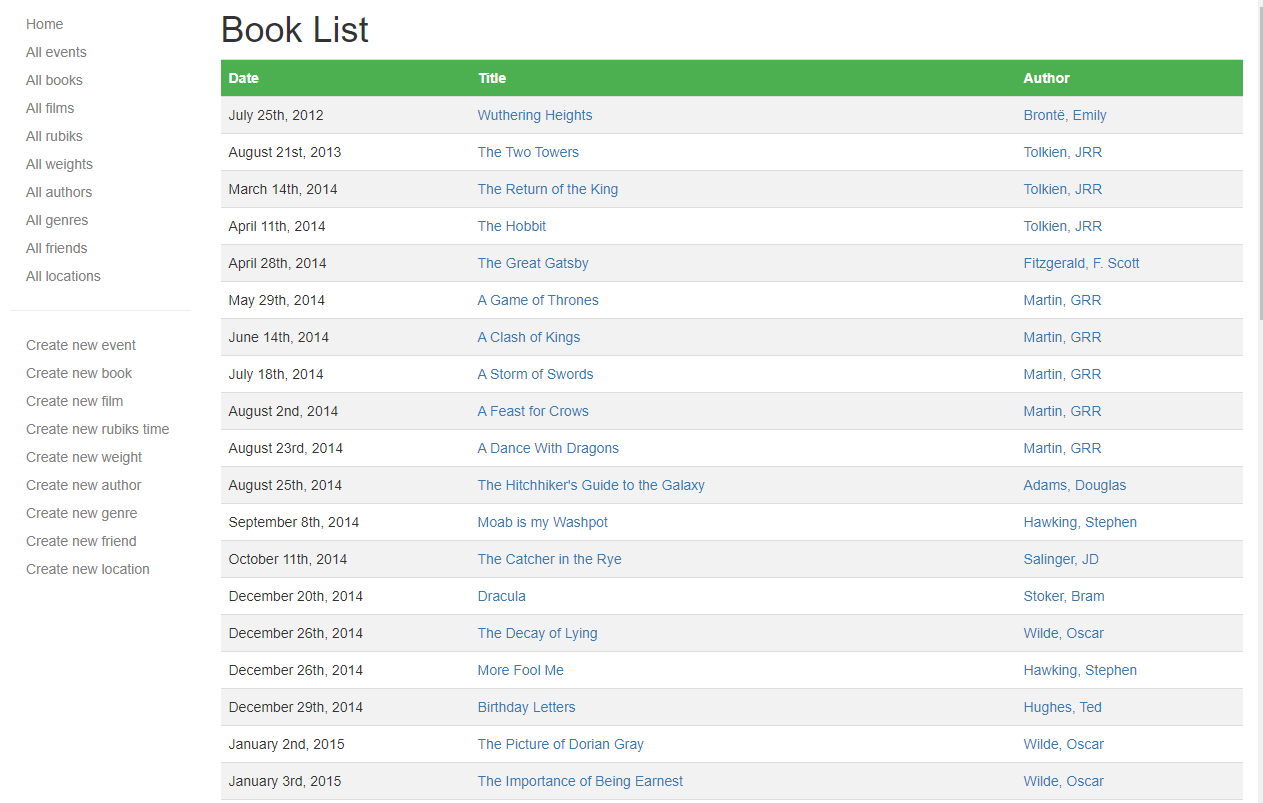 Home
All events
All books
All films
All rubiks
All weights
All authors
All genres
All friends
All locations
Create new event
Create new book
Create new film
Create new rubiks time
Create new weight
Create new author
Create new genre
Create new friend
Create new location
Book List
Date Title Author
July 25th, 2012 Wuthering Heights Brontë, Emily
August 21st, 2013 The Two Towers Tolkien, JRR
March 14th, 2014 The Return of the King Tolkien, JRR
April 11th, 2014 The Hobbit Tolkien, JRR
April 28th, 2014 The Great Gatsby Fitzgerald, F. Scott
May 29th, 2014 A Game of Thrones Martin, GRR
June 14th, 2014 A Clash of Kings Martin, GRR
July 18th, 2014 A Storm of Swords Martin, GRR
August 2nd, 2014 A Feast for Crows Martin, GRR
August 23rd, 2014 A Dance With Dragons Martin, GRR
August 25th, 2014 The Hitchhiker's Guide to the Galaxy Adams, Douglas
September 8th, 2014 Moab is my Washpot Hawking, Stephen
October 11th, 2014 The Catcher in the Rye Salinger, JD
December 20th, 2014 Dracula Stoker, Bram
December 26th, 2014 The Decay of Lying Wilde, Oscar
December 26th, 2014 More Fool Me Hawking, Stephen
December 29th, 2014 Birthday Letters Hughes, Ted
January 2nd, 2015 The Picture of Dorian Gray Wilde, Oscar
January 3rd, 2015 The Importance of Being Earnest Wilde, Oscar